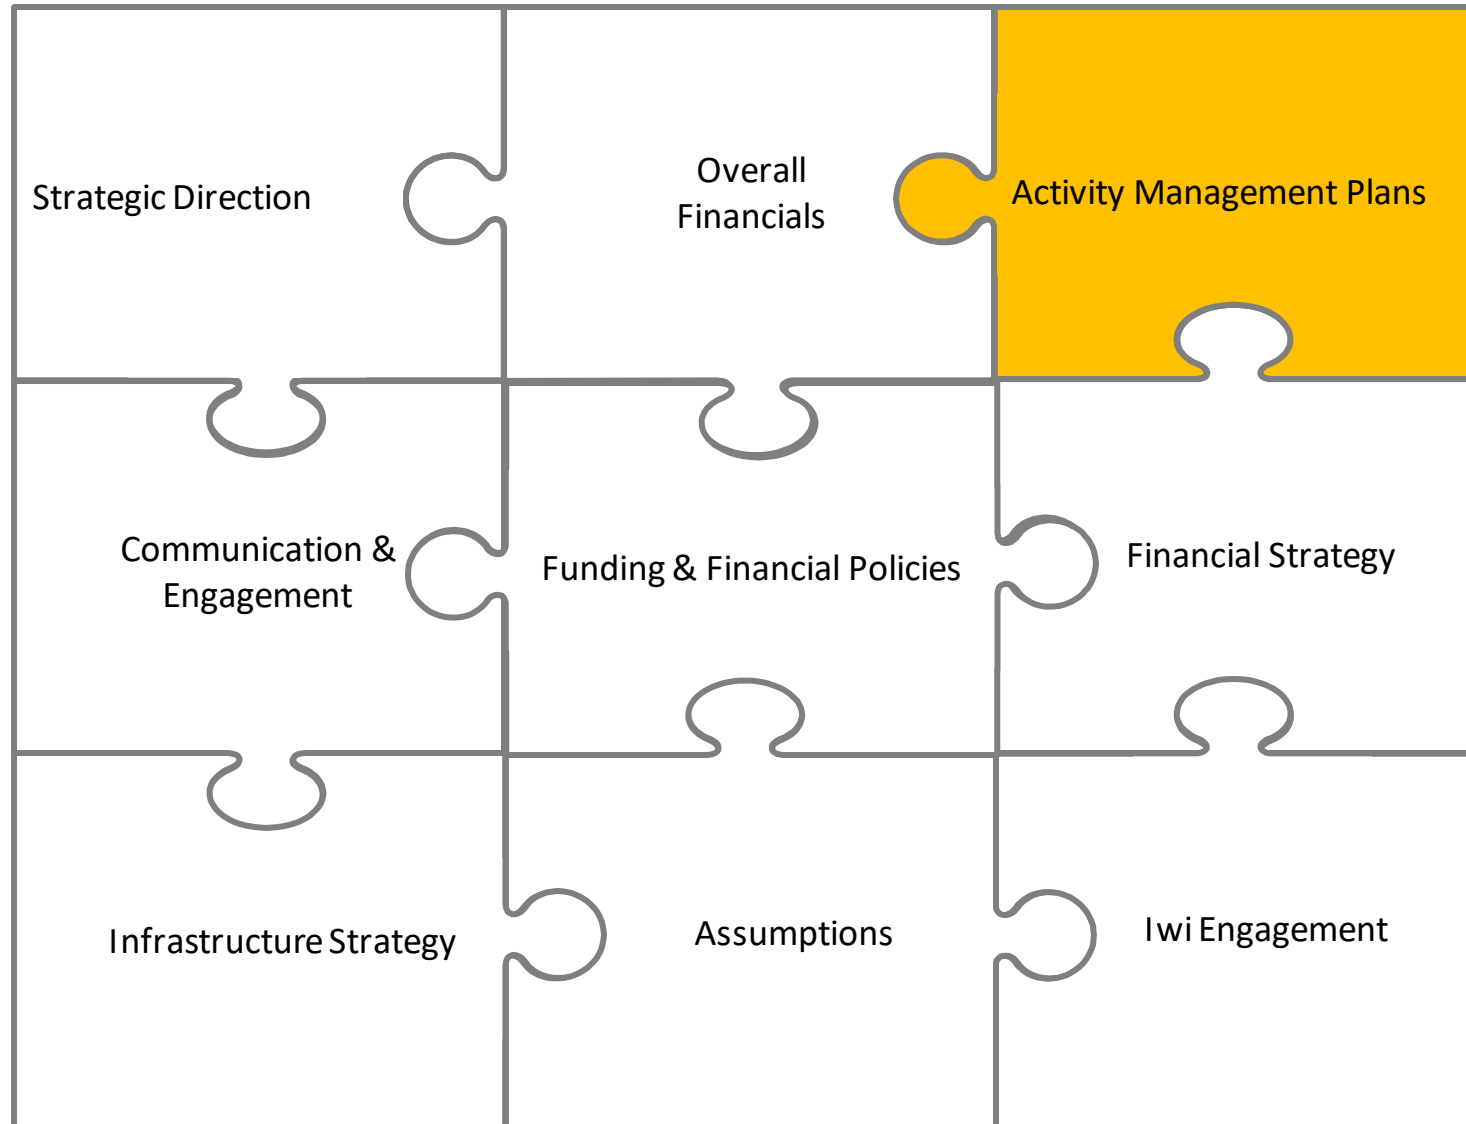 Strategic Direction
Overall
Financials
Activity Management Plans
Communication &
Engagement
Funding & Financial Policies
Financial Strategy
Infrastructure Strategy
Assumptions
Iwi Engagement